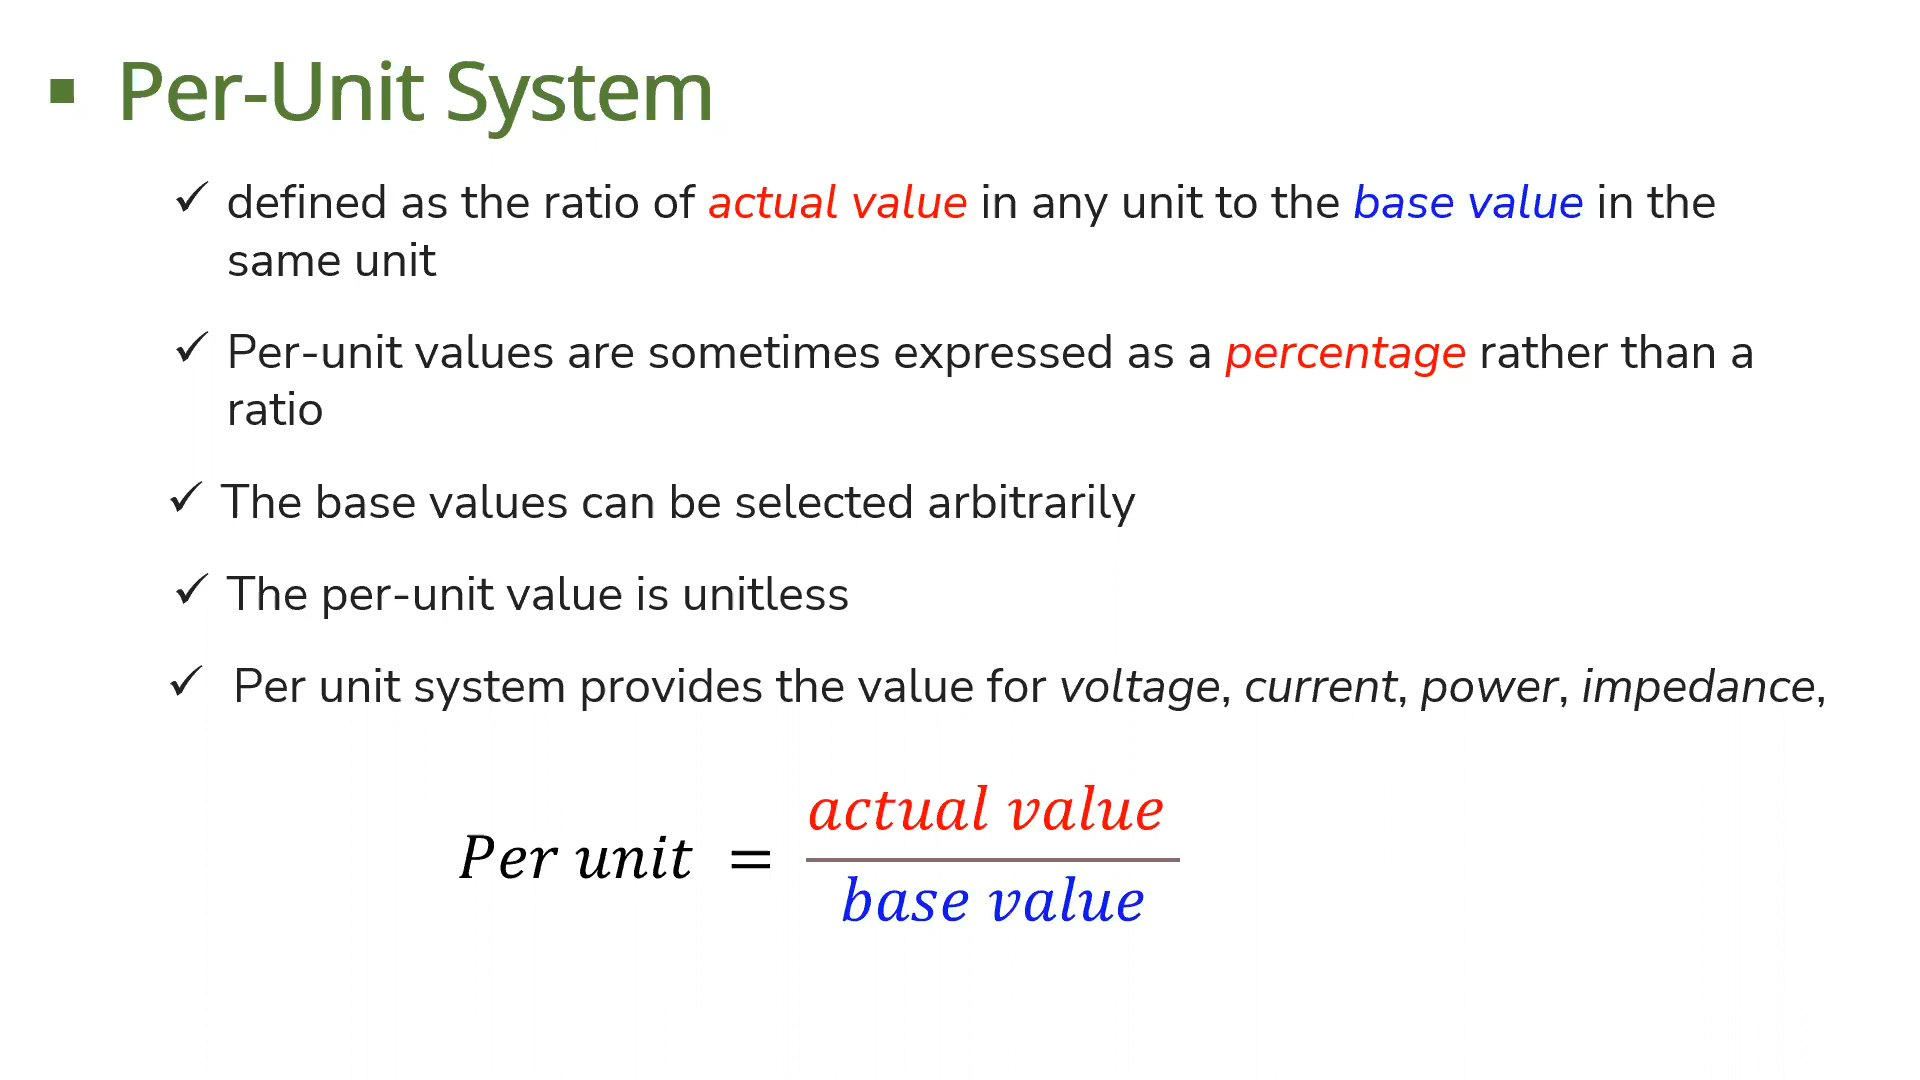 ▪ Per-Unit System
✓ defined as the ratio of actual value in any unit to the base value in the
same unit
✓ Per-unit values are sometimes expressed as a percentage rather than a
ratio
✓ The base values can be selected arbitrarily
✓ The per-unit value is unitless
✓ Per unit system provides the value for voltage, current, power, impedance,
actual value
Per unit =
base value